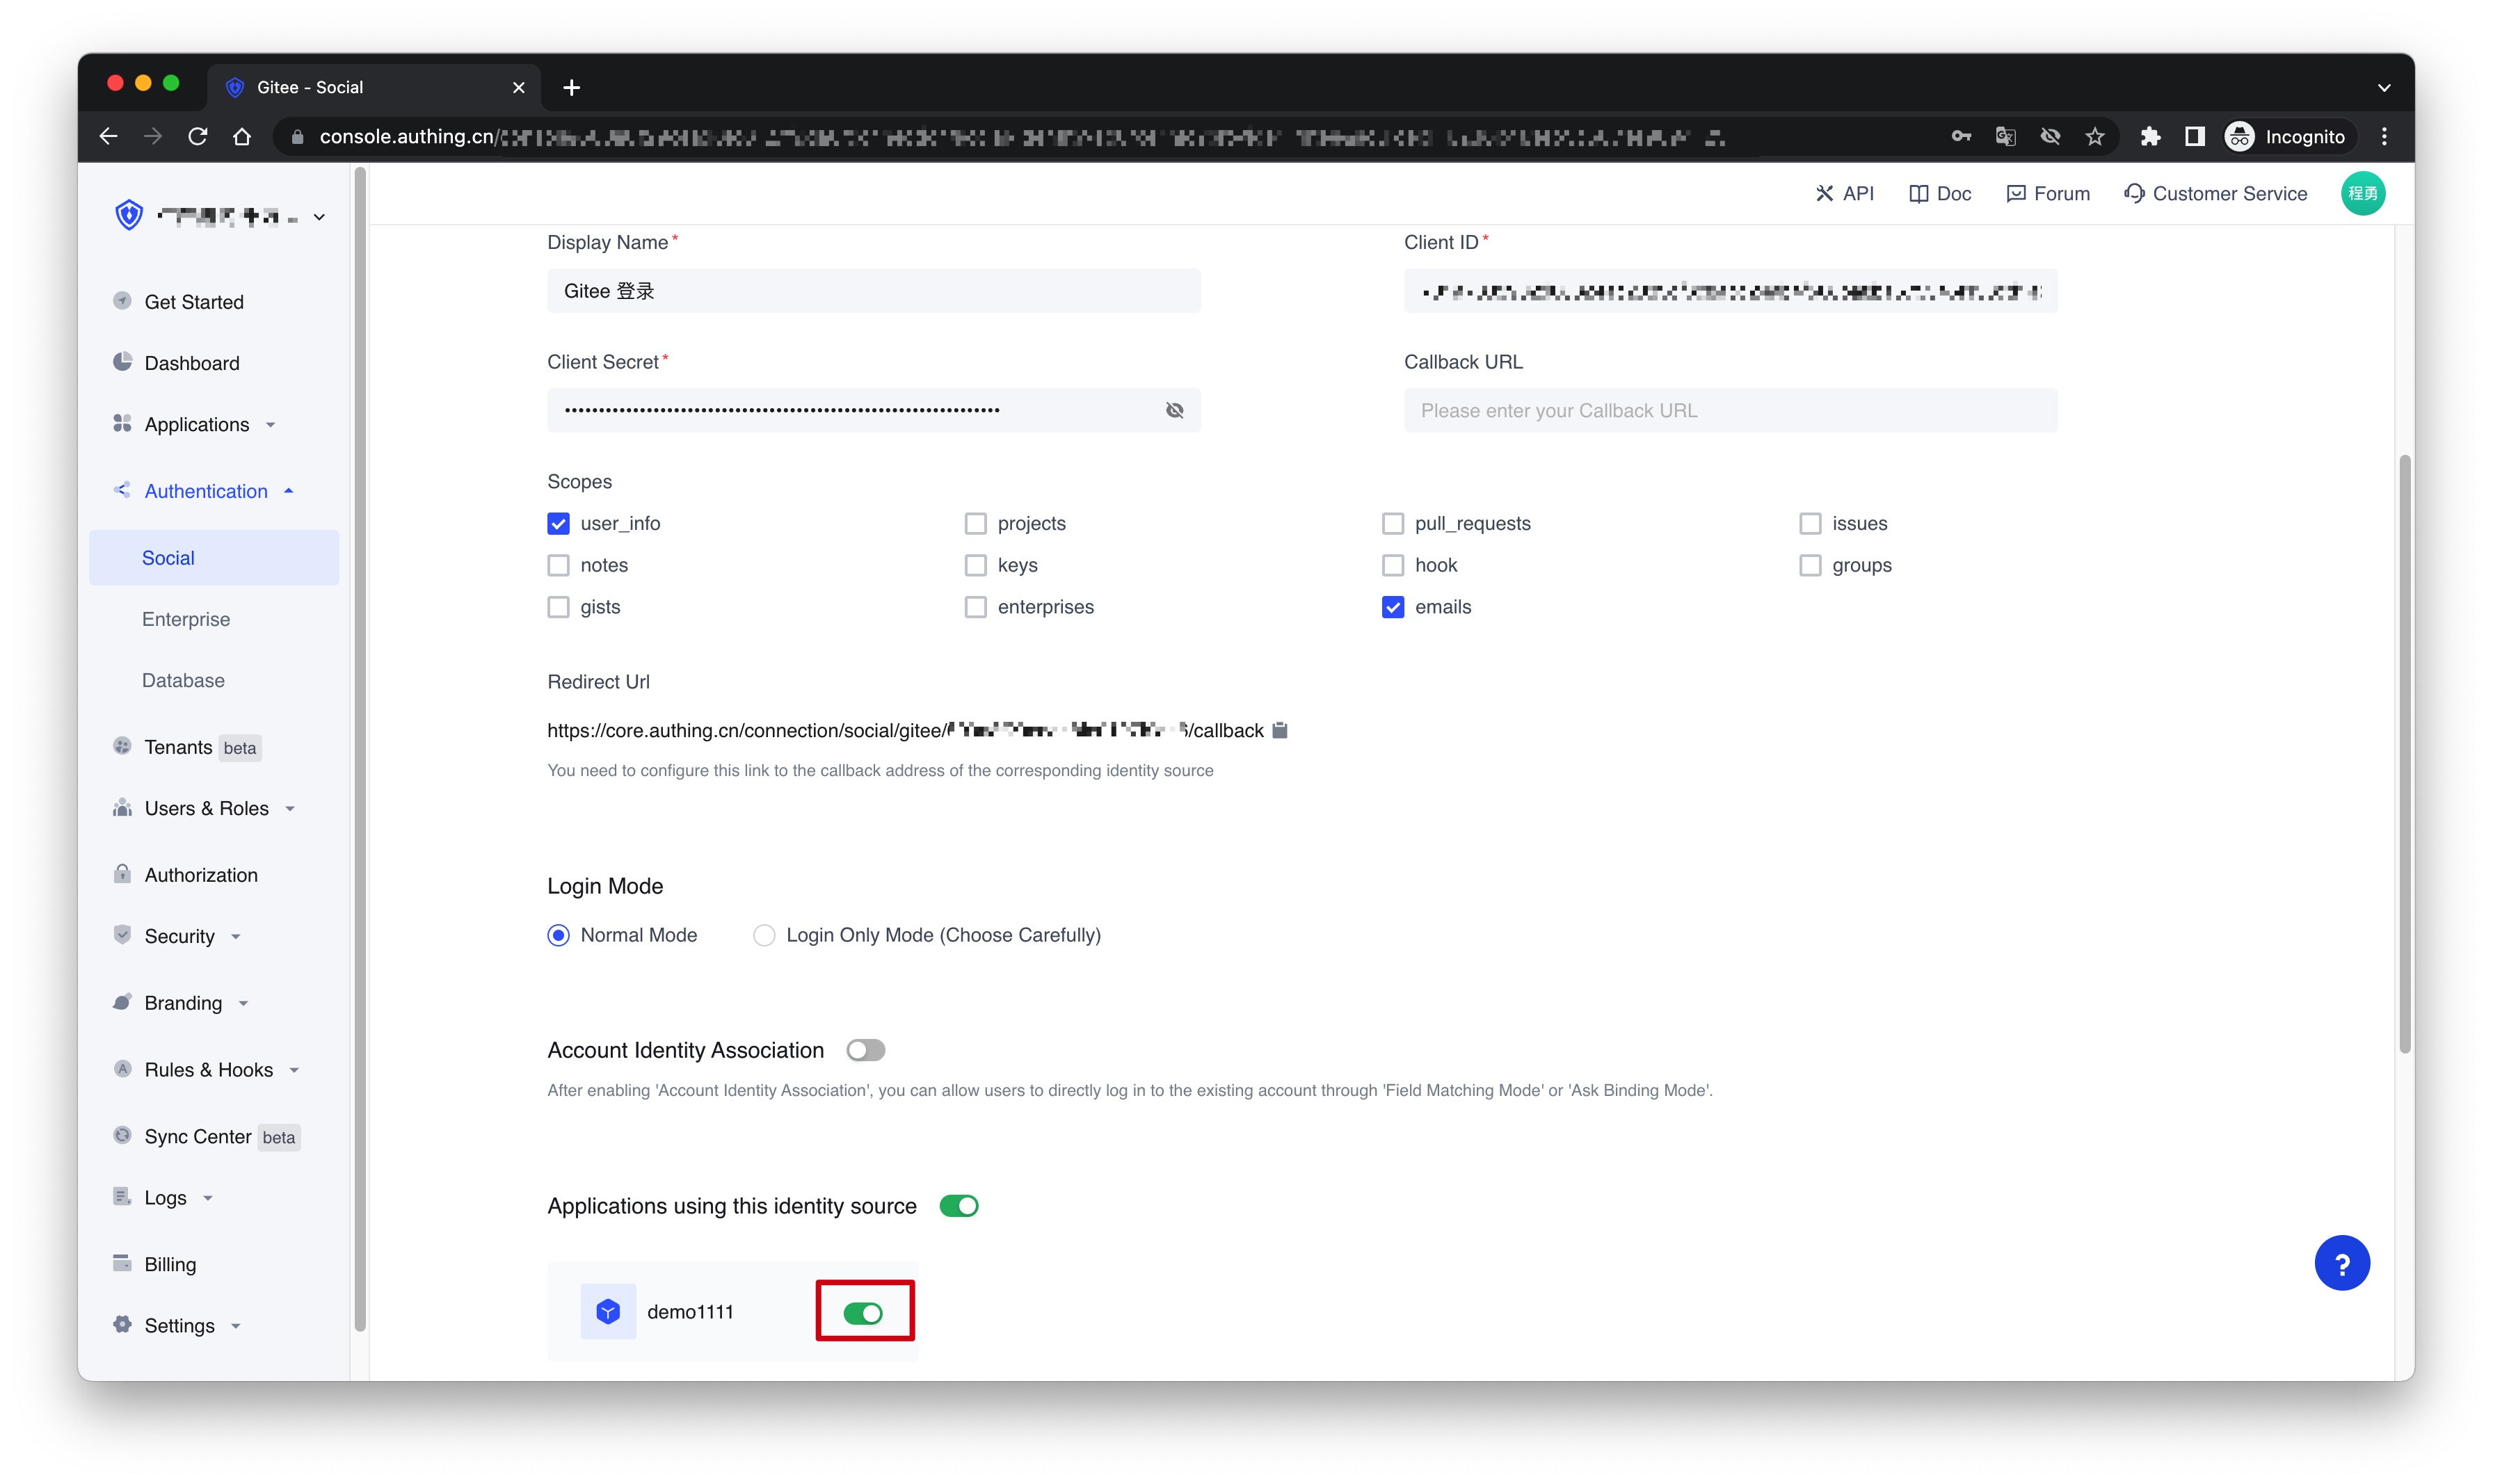 Gitee - Social
console.authing.cn/
Incognito
API
Doc
Forum
Customer Service
程勇
Get Started
Dashboard
Applications
Authentication
Social
Enterprise
Database
Tenants beta
Users & Roles
Authorization
Security
Branding
Rules & Hooks
Sync Center beta
Logs
Billing
Settings
Display Name*
Client ID*
Gitee 登录
Client Secret*
Callback URL
Please enter your Callback URL
Scopes
user_info
projects
pull_requests
issues
notes
keys
hook
groups
gists
enterprises
emails
Redirect Url
https://core.authing.cn/connection/social/gitee/ /callback
You need to configure this link to the callback address of the corresponding identity source
Login Mode
Normal Mode
Login Only Mode (Choose Carefully)
Account Identity Association
After enabling 'Account Identity Association', you can allow users to directly log in to the existing account through 'Field Matching Mode' or 'Ask Binding Mode'.
Applications using this identity source
demo1111
?